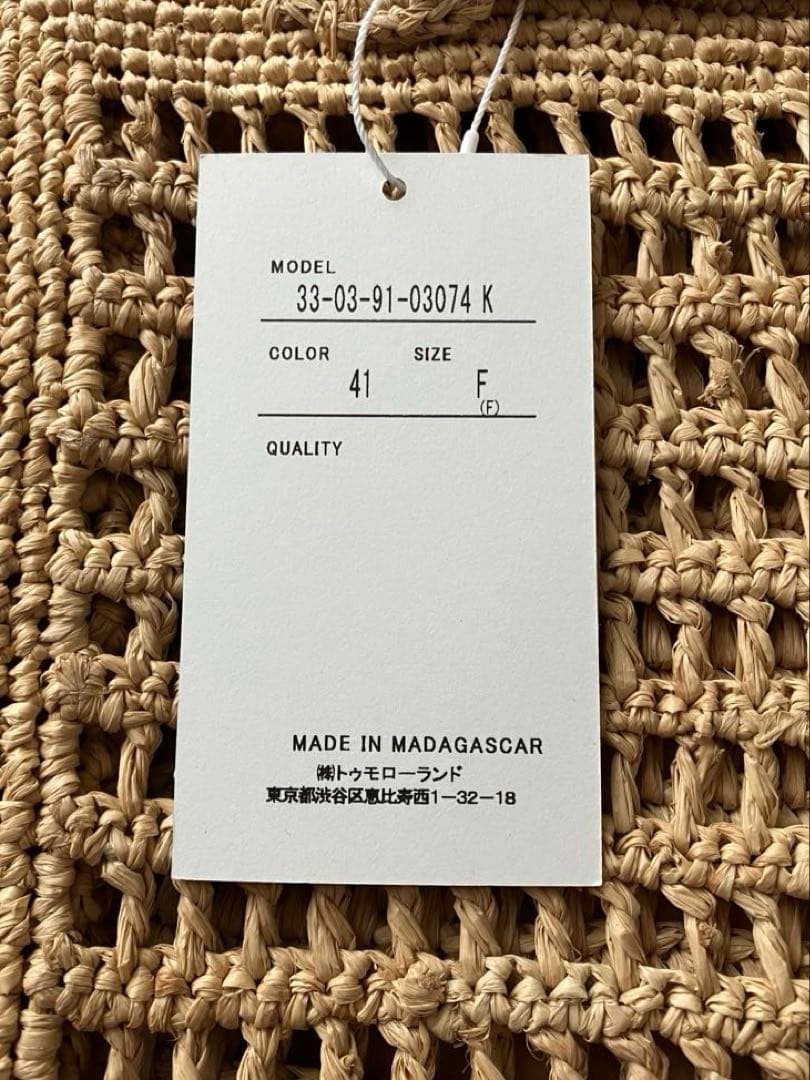 MODEL
33-03-91-03074 K
COLOR SIZE
41 F
(F)
QUALITY
MADE IN MADAGASCAR
㈱トゥモローランド
東京都渋谷区恵比寿西1-32-18